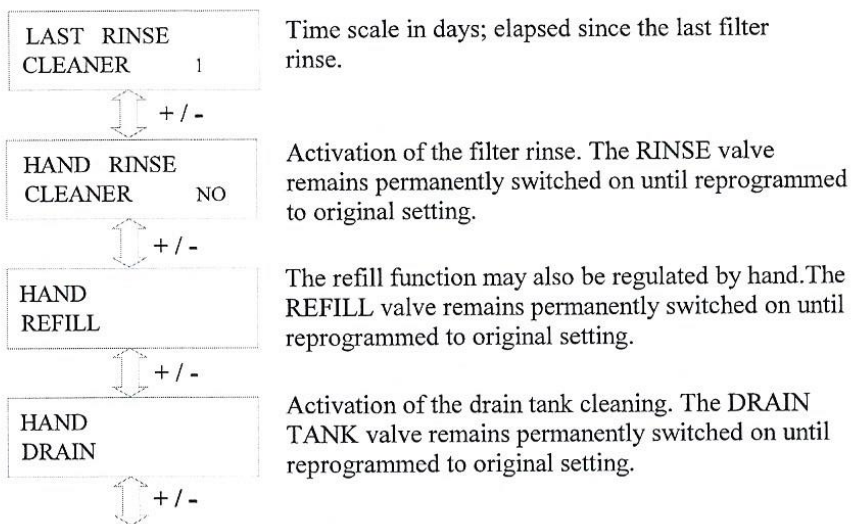 LAST RINSE
CLEANER 1
Time scale in days; elapsed since the last filter
rinse.
+ / -
HAND RINSE
CLEANER NO
Activation of the filter rinse. The RINSE valve
remains permanently switched on until reprogrammed
to original setting.
+ / -
HAND
REFILL
The refill function may also be regulated by hand.The
REFILL valve remains permanently switched on until
reprogrammed to original setting.
+ / -
HAND
DRAIN
Activation of the drain tank cleaning. The DRAIN
TANK valve remains permanently switched on until
reprogrammed to original setting.
+ / -